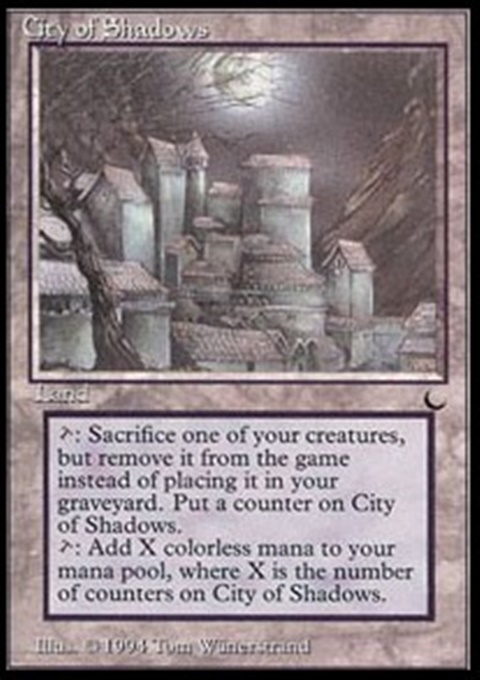 City of Shadows
Land
: Sacrifice one of your creatures,
but remove it from the game
instead of placing it in your
graveyard. Put a counter on City
of Shadows.
: Add X colorless mana to your
mana pool, where X is the number
of counters on City of Shadows.
Illus. © 1994 Tom Wänerstrand